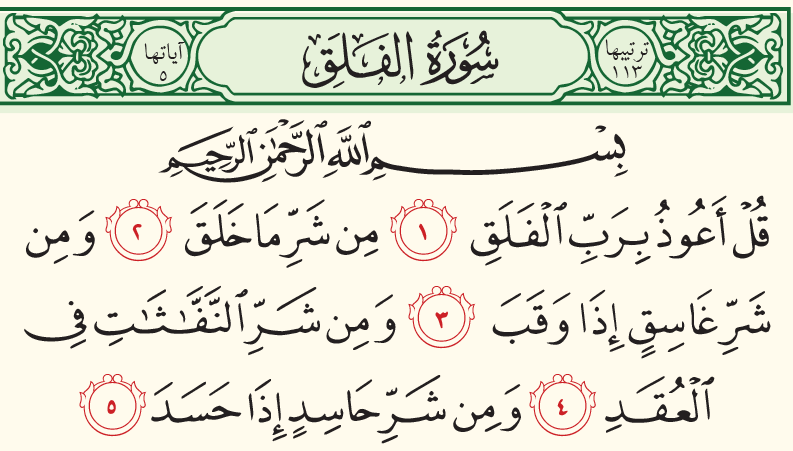 ترتيبها ١١٣ سُورَةُ الفَلَقِ آياتها ٥
بِسْمِ ٱللَّهِ ٱلرَّحْمَٰنِ ٱلرَّحِيمِ
قُلْ أَعُوذُ بِرَبِّ ٱلْفَلَقِ ١ مِن شَرِّ مَا خَلَقَ ٢ وَمِن
شَرِّ غَاسِقٍ إِذَا وَقَبَ ٣ وَمِن شَرِّ ٱلنَّفَّـٰثَـٰتِ فِى
ٱلْعُقَدِ ٤ وَمِن شَرِّ حَاسِدٍ إِذَا حَسَدَ ٥